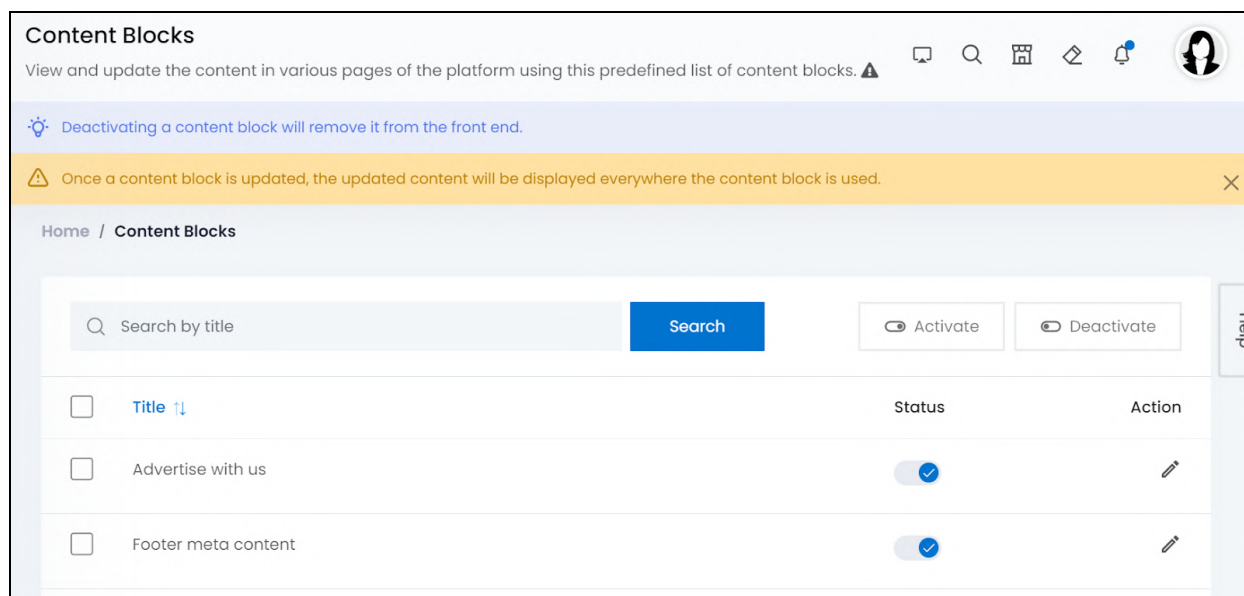 Content Blocks
View and update the content in various pages of the platform using this predefined list of content blocks.
Deactivating a content block will remove it from the front end.
Once a content block is updated, the updated content will be displayed everywhere the content block is used.
Home / Content Blocks
Search by title
Search
Activate
Deactivate
Help
Title
Status
Action
Advertise with us
Footer meta content